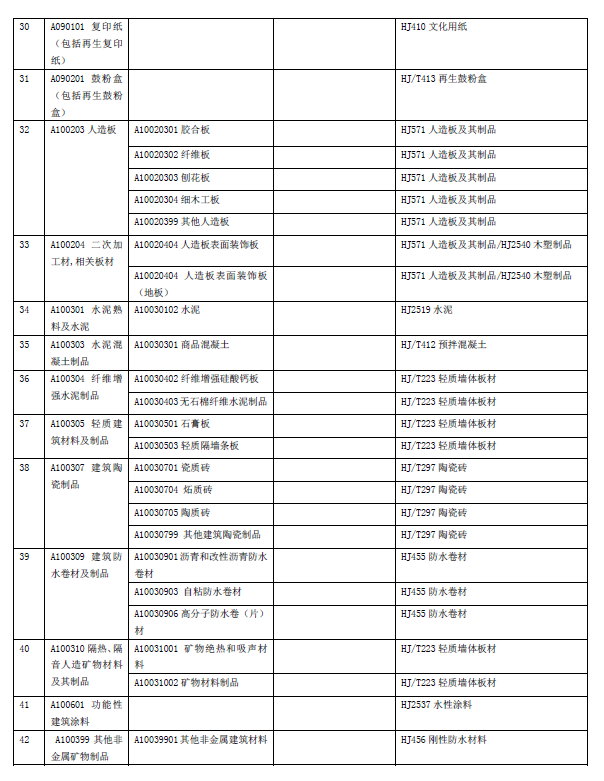 30 A090101 复印纸 HJ410 文化用纸
（包括再生复印
纸）
31 A090201 鼓粉盒 HJ/T413 再生鼓粉盒
（包括再生鼓粉
盒）
32 A100203 人造板 A10020301 胶合板 HJ571 人造板及其制品
A10020302 纤维板 HJ571 人造板及其制品
A10020303 刨花板 HJ571 人造板及其制品
A10020304 细木工板 HJ571 人造板及其制品
A10020399 其他人造板 HJ571 人造板及其制品
33 A100204 二次加 A10020404 人造板表面装饰板 HJ571 人造板及其制品/HJ2540 木塑制品
工材,相关板材
A10020404 人造板表面装饰板 HJ571 人造板及其制品/HJ2540 木塑制品
（地板）
34 A100301 水泥熟 A10030102 水泥 HJ2519 水泥
料及水泥
35 A100303 水泥混 A10030301 商品混凝土 HJ/T412 预拌混凝土
凝土制品
36 A100304 纤维增 A10030402 纤维增强硅酸钙板 HJ/T223 轻质墙体板材
强水泥制品
A10030403 无石棉纤维水泥制品 HJ/T223 轻质墙体板材
37 A100305 轻质建 A10030501 石膏板 HJ/T223 轻质墙体板材
筑材料及制品
A10030503 轻质隔墙条板 HJ/T223 轻质墙体板材
38 A100307 建筑陶 A10030701 瓷质砖 HJ/T297 陶瓷砖
瓷制品
A10030704 炻质砖 HJ/T297 陶瓷砖
A10030705 陶质砖 HJ/T297 陶瓷砖
A10030799 其他建筑陶瓷制品 HJ/T297 陶瓷砖
39 A100309 建筑防 A10030901 沥青和改性沥青防水 HJ455 防水卷材
水卷材及制品 卷材
A10030903 自粘防水卷材 HJ455 防水卷材
A10030906 高分子防水卷（片） HJ455 防水卷材
材
40 A100310 隔热、隔 A10031001 矿物绝热和吸声材 HJ/T223 轻质墙体板材
音人造矿物材料 料
及其制品 A10031002 矿物材料制品 HJ/T223 轻质墙体板材
41 A100601 功能性 HJ2537 水性涂料
建筑涂料
42 A100399 其他非 A10039901 其他非金属建筑材料 HJ456 刚性防水材料
金属矿物制品